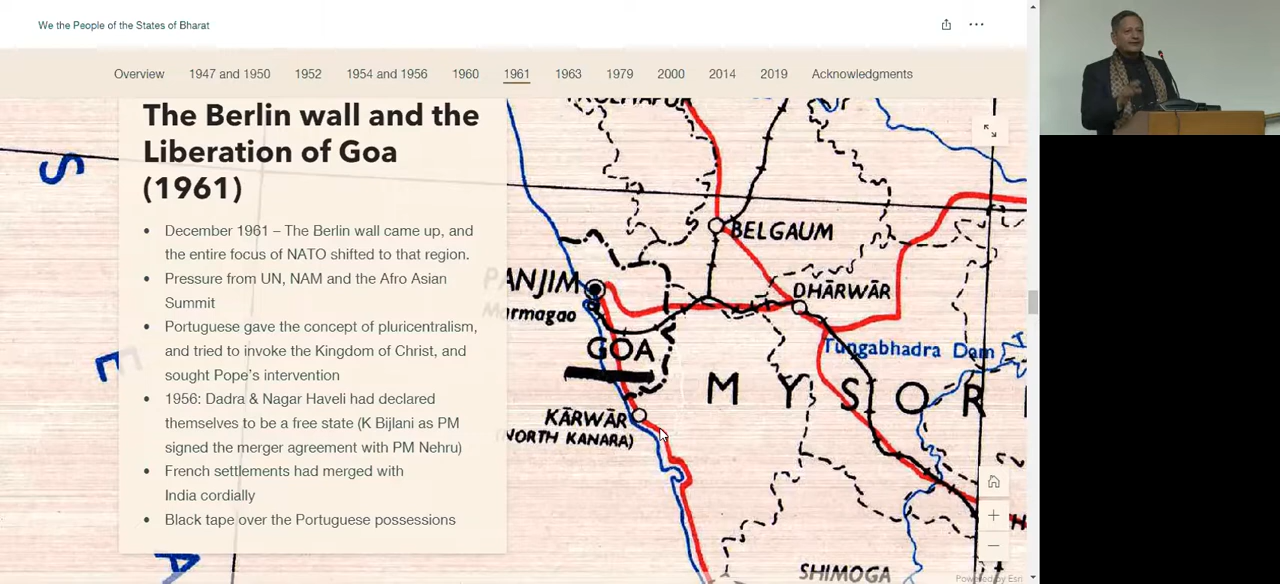 We the People of the States of Bharat
Overview
1947 and 1950
1952
1954 and 1956
1960
1961
1963
1979
2000
2014
2019
Acknowledgments
The Berlin wall and the
Liberation of Goa
(1961)
• December 1961 – The Berlin wall came up, and
the entire focus of NATO shifted to that region.
• Pressure from UN, NAM and the Afro Asian
Summit
• Portuguese gave the concept of pluricentralism,
and tried to invoke the Kingdom of Christ, and
sought Pope's intervention
• 1956: Dadra & Nagar Haveli had declared
themselves to be a free state (K Bijlani as PM
signed the merger agreement with PM Nehru)
• French settlements had merged with
India cordially
• Black tape over the Portuguese possessions
S
E
A
BELGAUM
PANJIM
DHĀRWĀR
GOA
Tungabhadra Dam
M Y S O R
KĀRWĀR
(NORTH KANARA)
SHIMOGA
Powered by Esri